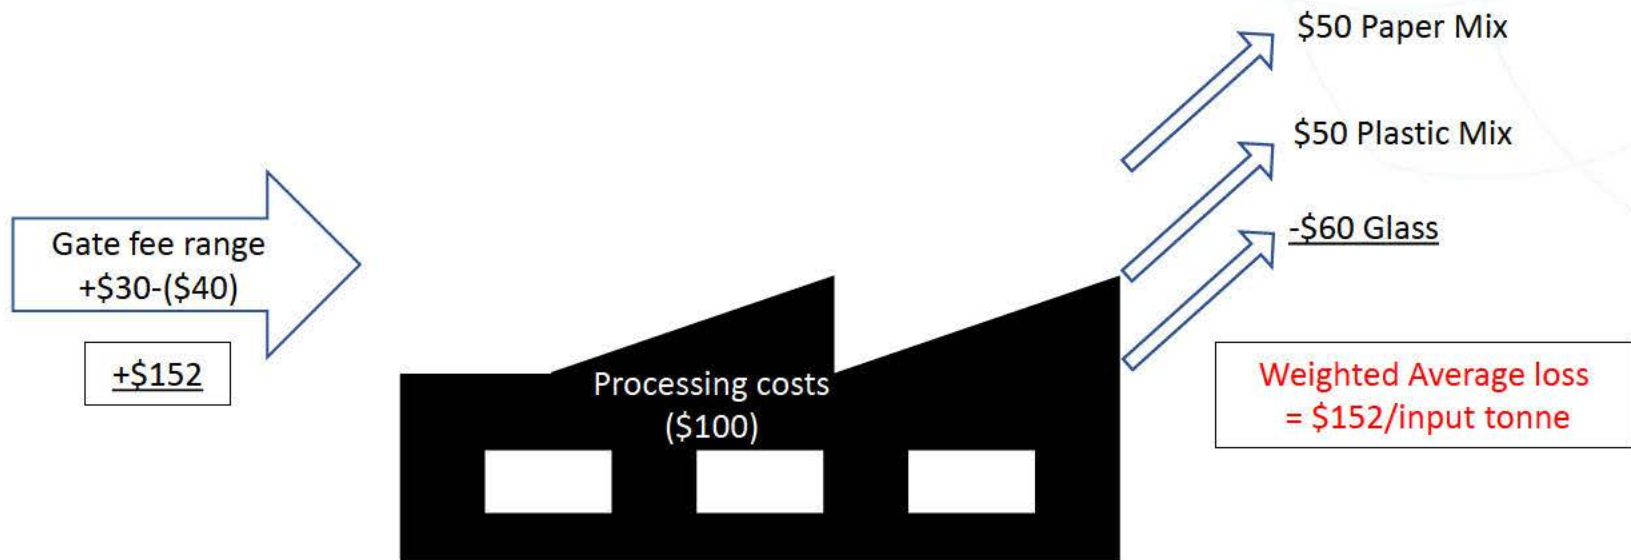 $50 Paper Mix
$50 Plastic Mix
-$60 Glass
Gate fee range
+$30-($40)
+$152
Processing costs
($100)
Weighted Average loss
= $152/input tonne